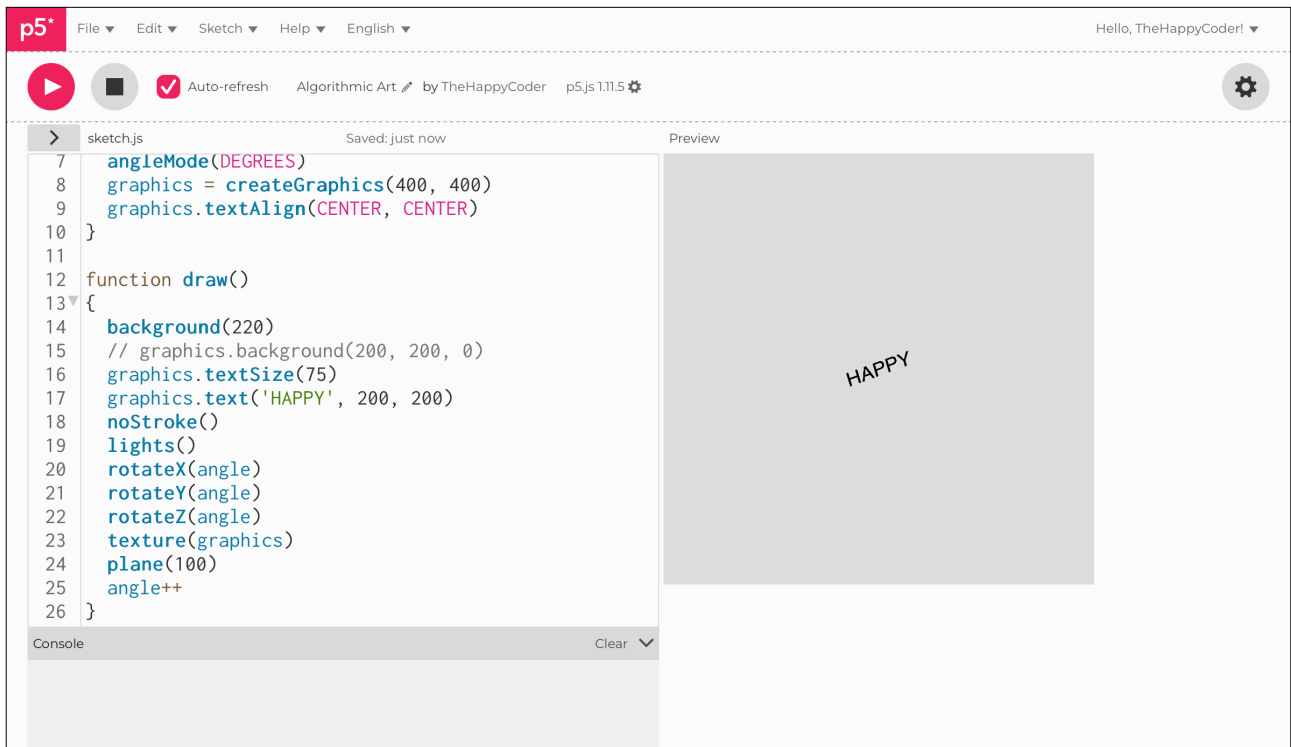 p5* File Edit Sketch Help English Hello, TheHappyCoder!
Auto-refresh Algorithmic Art by TheHappyCoder p5.js 1.11.5
sketch.js Saved: just now Preview
7 angleMode(DEGREES)
8 graphics = createGraphics(400, 400)
9 graphics.textAlign(CENTER, CENTER)
10 }
11
12 function draw()
13 {
14 background(220)
15 // graphics.background(200, 200, 0)
16 graphics.textSize(75)
17 graphics.text('HAPPY', 200, 200)
18 noStroke()
19 lights()
20 rotateX(angle)
21 rotateY(angle)
22 rotateZ(angle)
23 texture(graphics)
24 plane(100)
25 angle++
26 }
Console Clear
HAPPY